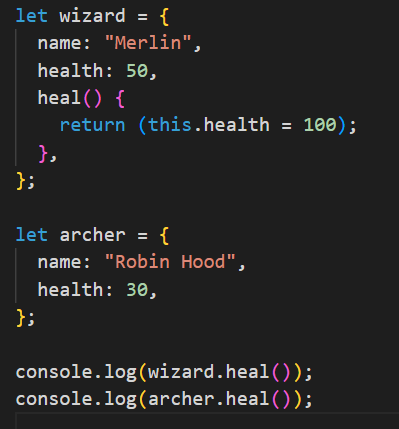 let wizard = {
  name: "Merlin",
  health: 50,
  heal() {
    return (this.health = 100);
  },
};
let archer = {
  name: "Robin Hood",
  health: 30,
};
console.log(wizard.heal());
console.log(archer.heal());